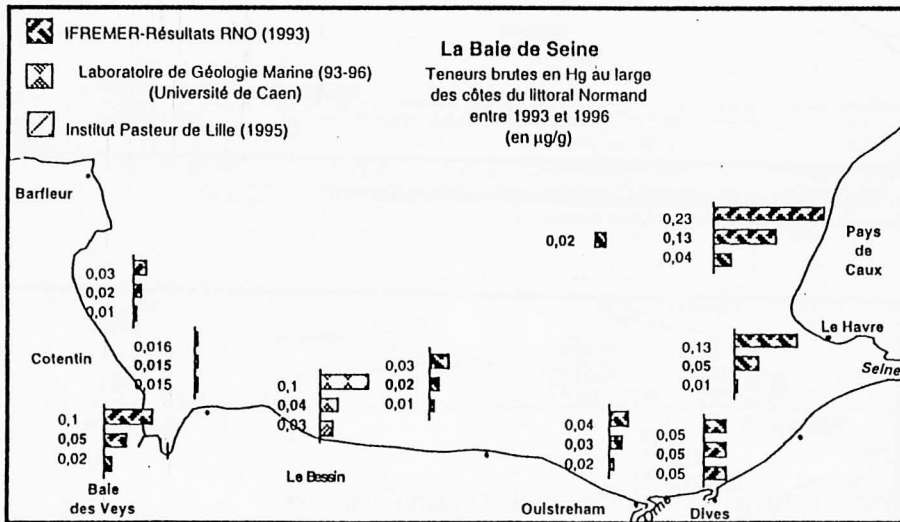 IFREMER-Résultats RNO (1993)
Laboratoire de Géologie Marine (93-96)
(Université de Caen)
Institut Pasteur de Lille (1995)
La Baie de Seine
Teneurs brutes en Hg au large
des côtes du littoral Normand
entre 1993 et 1996
(en µg/g)
Barfleur
0,23
0,13
0,04
0,02
Pays
de
Caux
0,03
0,02
0,01
Le Havre
Seine
Cotentin
0,016
0,015
0,015
0,03
0,02
0,01
0,13
0,05
0,01
0,1
0,04
0,03
0,1
0,05
0,02
0,04
0,03
0,02
0,05
0,05
0,05
Le Bessin
Baie
des Veys
Oulstreham
Orne
Dives